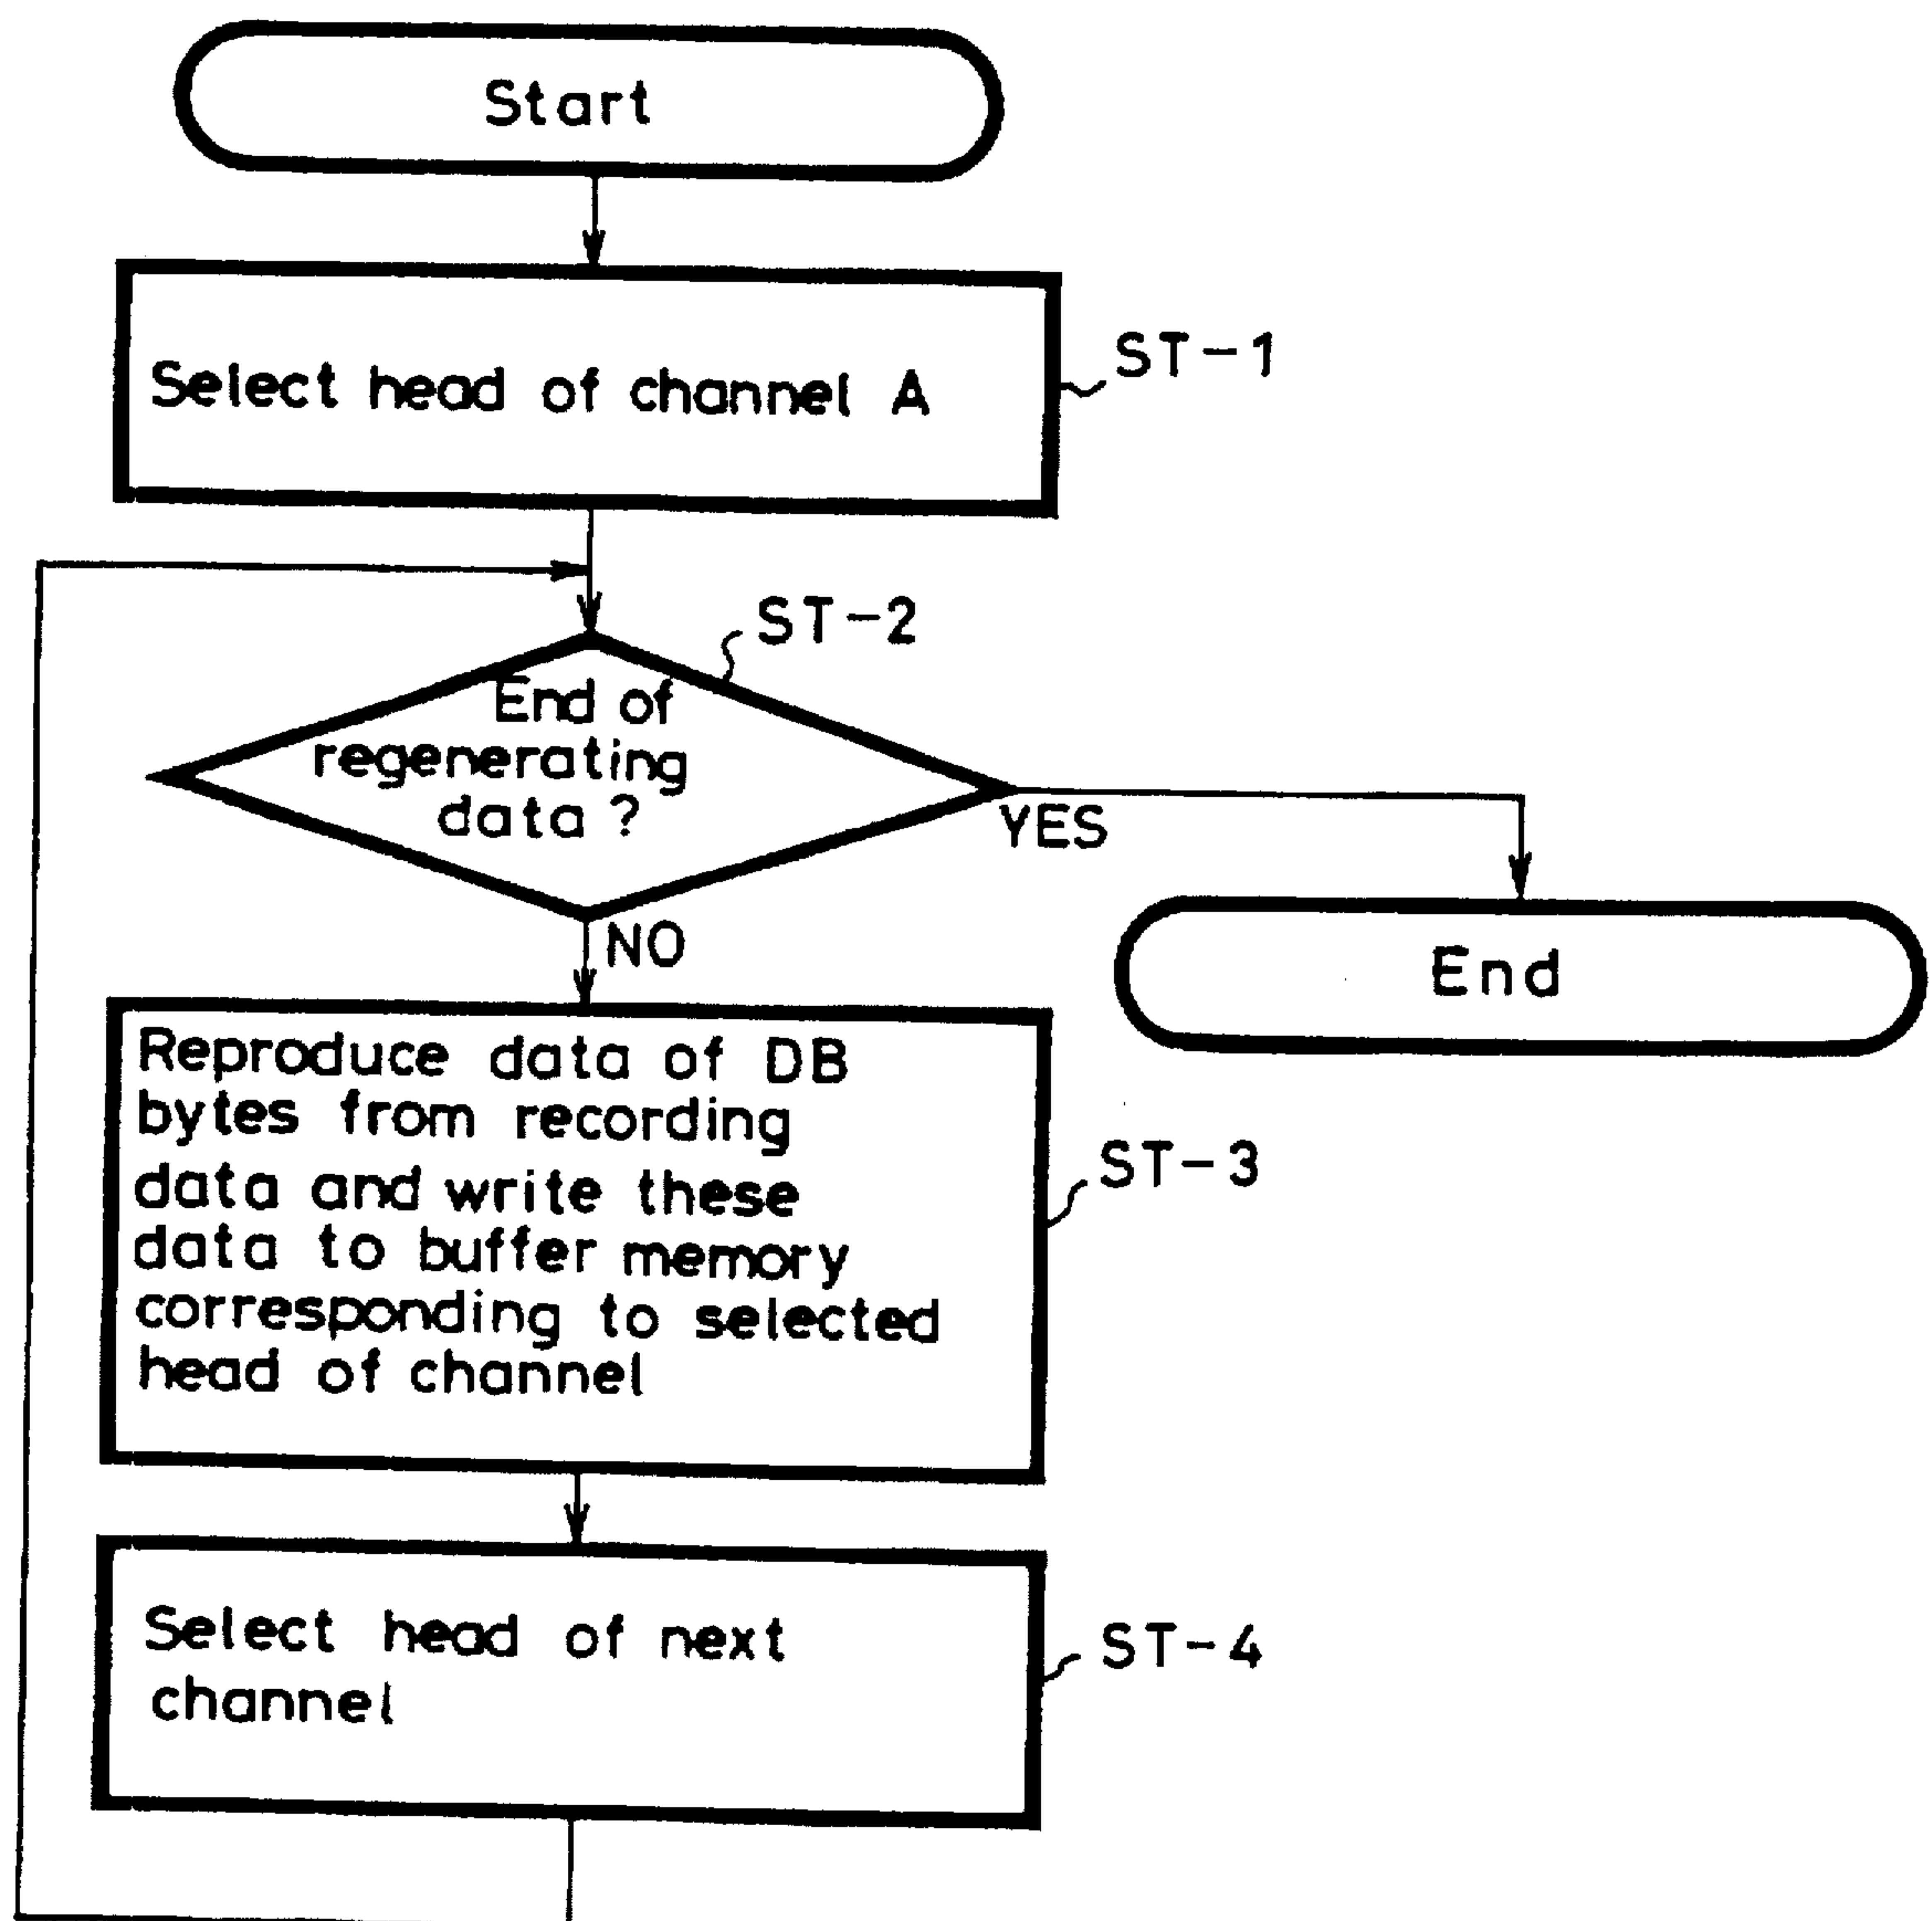 Start
Select head of channel A
ST-1
ST-2
End of
regenerating
data ?
YES
NO
End
Reproduce data of DB
bytes from recording
data and write these
data to buffer memory
corresponding to selected
head of channel
ST-3
Select head of next
channel
ST-4